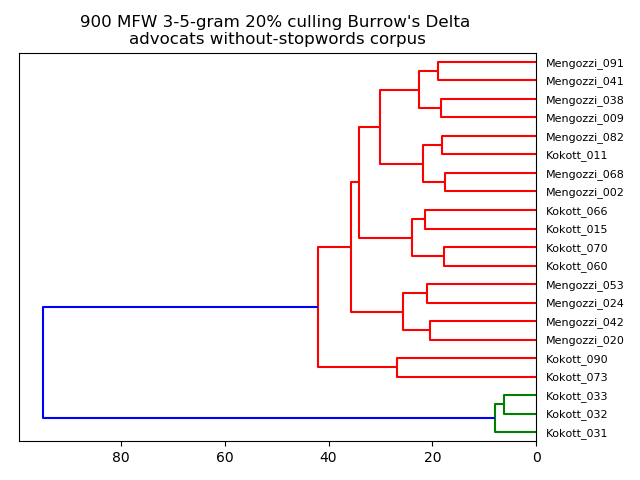 900 MFW 3-5-gram 20% culling Burrow's Delta
advocats without-stopwords corpus
Mengozzi_091
Mengozzi_041
Mengozzi_038
Mengozzi_009
Mengozzi_082
Kokott_011
Mengozzi_068
Mengozzi_002
Kokott_066
Kokott_015
Kokott_070
Kokott_060
Mengozzi_053
Mengozzi_024
Mengozzi_042
Mengozzi_020
Kokott_090
Kokott_073
Kokott_033
Kokott_032
Kokott_031
80 60 40 20 0